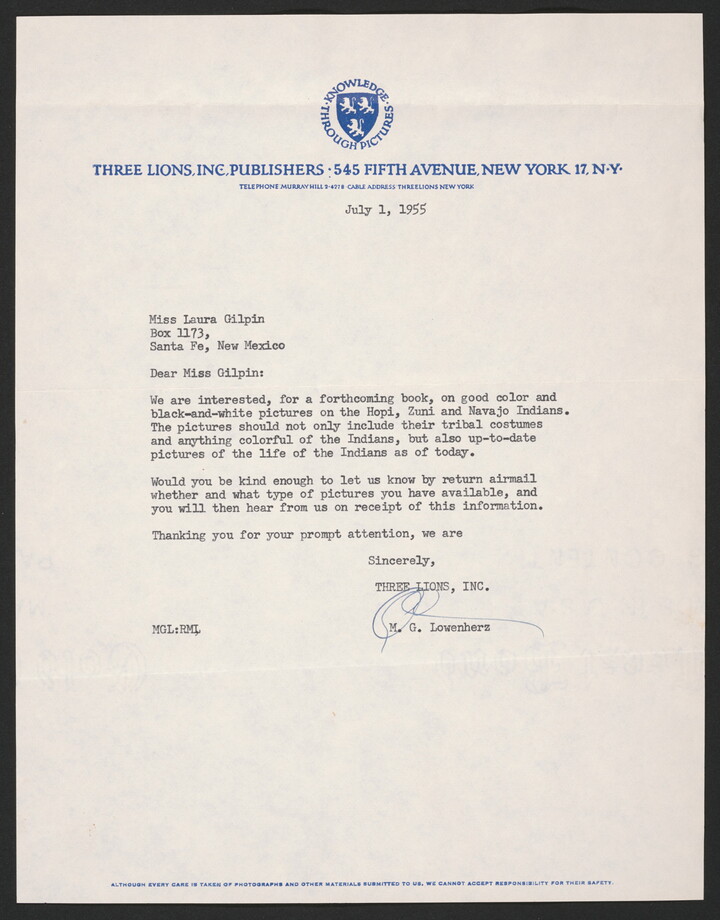 ·KNOWLEDGE·
THROUGH PICTURES
THREE LIONS, INC., PUBLISHERS · 545 FIFTH AVENUE, NEW YORK 17, N·Y·
TELEPHONE MURRAY HILL 2-4278 · CABLE ADDRESS THREELIONS NEW YORK
July 1, 1955
Miss Laura Gilpin
Box 1173,
Santa Fe, New Mexico
Dear Miss Gilpin:
We are interested, for a forthcoming book, on good color and
black-and-white pictures on the Hopi, Zuni and Navajo Indians.
The pictures should not only include their tribal costumes
and anything colorful of the Indians, but also up-to-date
pictures of the life of the Indians as of today.
Would you be kind enough to let us know by return airmail
whether and what type of pictures you have available, and
you will then hear from us on receipt of this information.
Thanking you for your prompt attention, we are
Sincerely,
THREE LIONS, INC.
MGL:RML
M. G. Lowenherz
ALTHOUGH EVERY CARE IS TAKEN OF PHOTOGRAPHS AND OTHER MATERIALS SUBMITTED TO US, WE CANNOT ACCEPT RESPONSIBILITY FOR THEIR SAFETY.